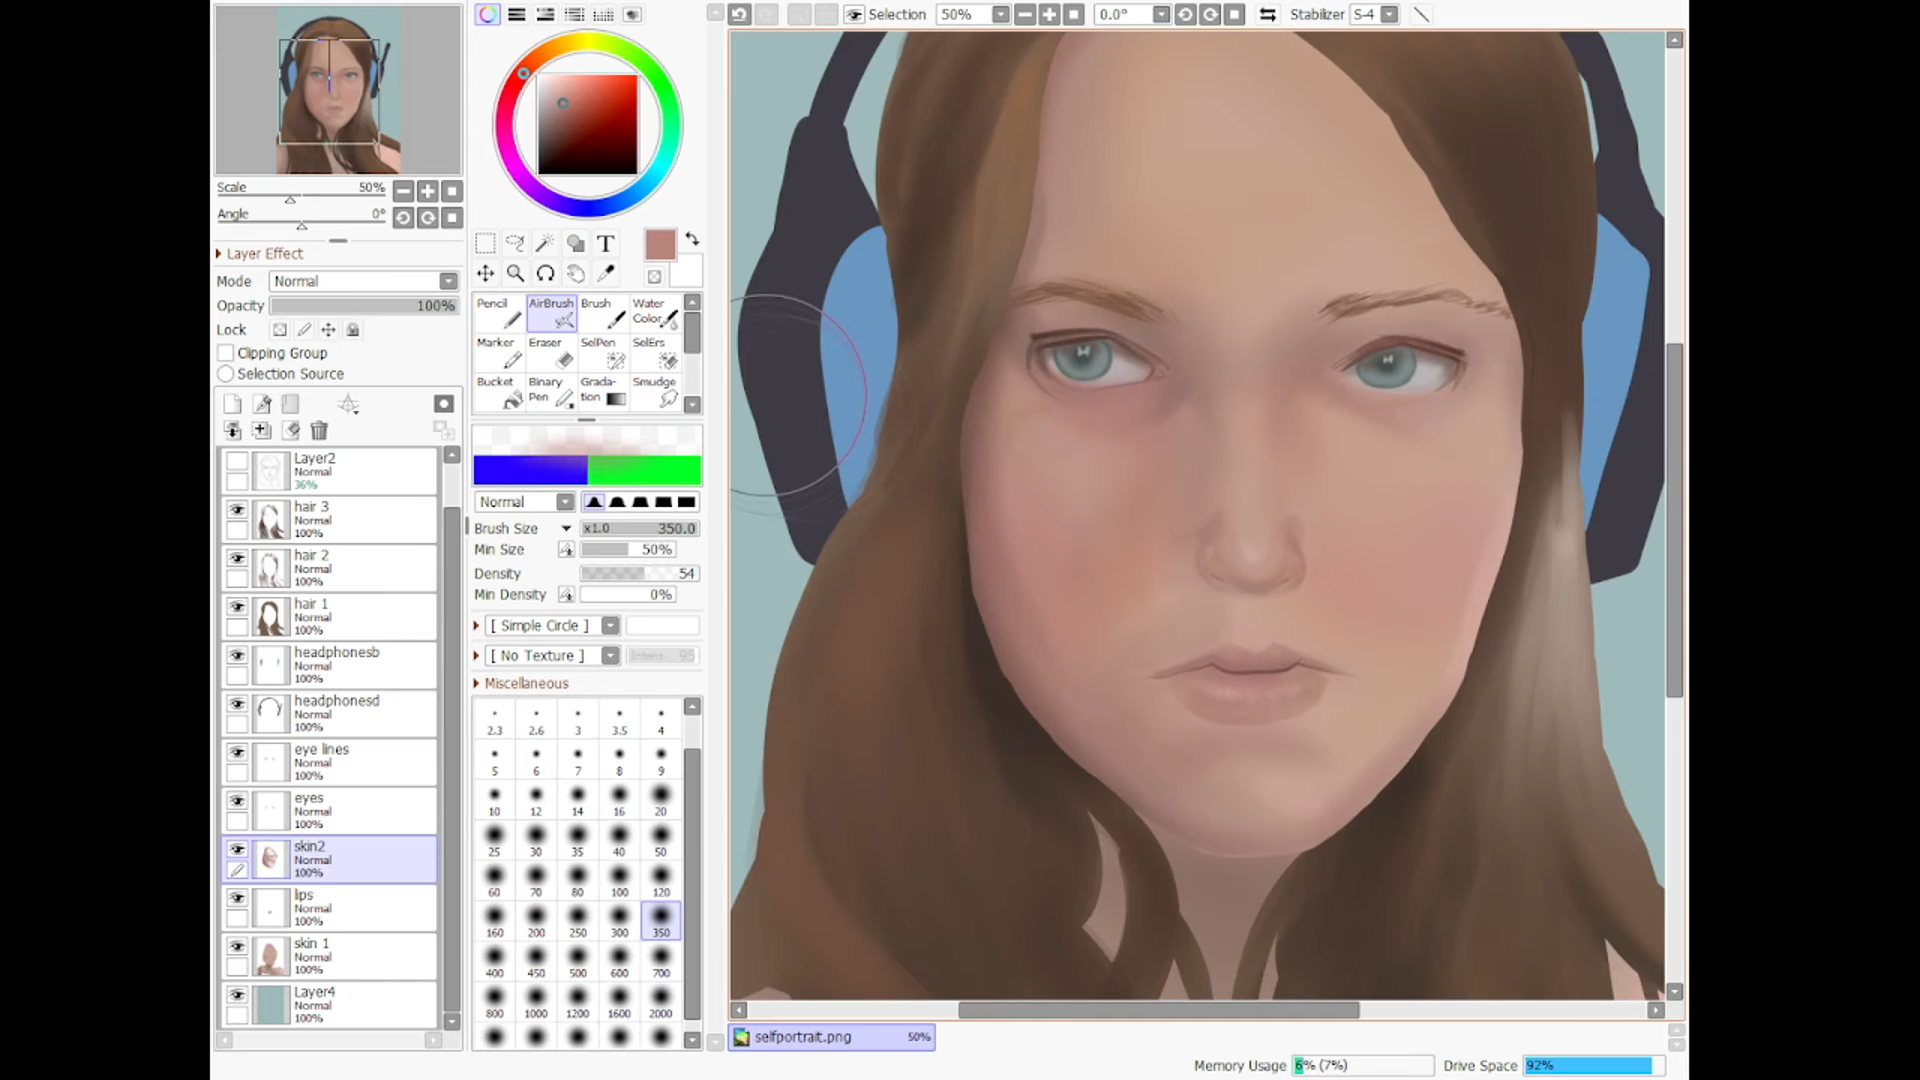 Selection
50%
0.0°
Stabilizer
S-4
Scale
50%
Angle
0°
Layer Effect
Mode
Normal
Opacity
100%
Lock
Clipping Group
Selection Source
Layer2
Normal
36%
hair 3
Normal
100%
hair 2
Normal
100%
hair 1
Normal
100%
headphonesb
Normal
100%
headphonesd
Normal
100%
eye lines
Normal
100%
eyes
Normal
100%
skin2
Normal
100%
lips
Normal
100%
skin 1
Normal
100%
Layer4
Normal
100%
T
Pencil
AirBrush
Brush
Water
Color
Marker
Eraser
SelPen
SelErs
Bucket
Binary
Pen
Grada-
tion
Smudge
Normal
Brush Size
x1.0
350.0
Min Size
50%
Density
54
Min Density
0%
[ Simple Circle ]
[ No Texture ]
Intens 95
Miscellaneous
2.3 2.6 3 3.5 4
5 6 7 8 9
10 12 14 16 20
25 30 35 40 50
60 70 80 100 120
160 200 250 300 350
400 450 500 600 700
800 1000 1200 1600 2000
selfportrait.png
50%
Memory Usage
6% (7%)
Drive Space
92%